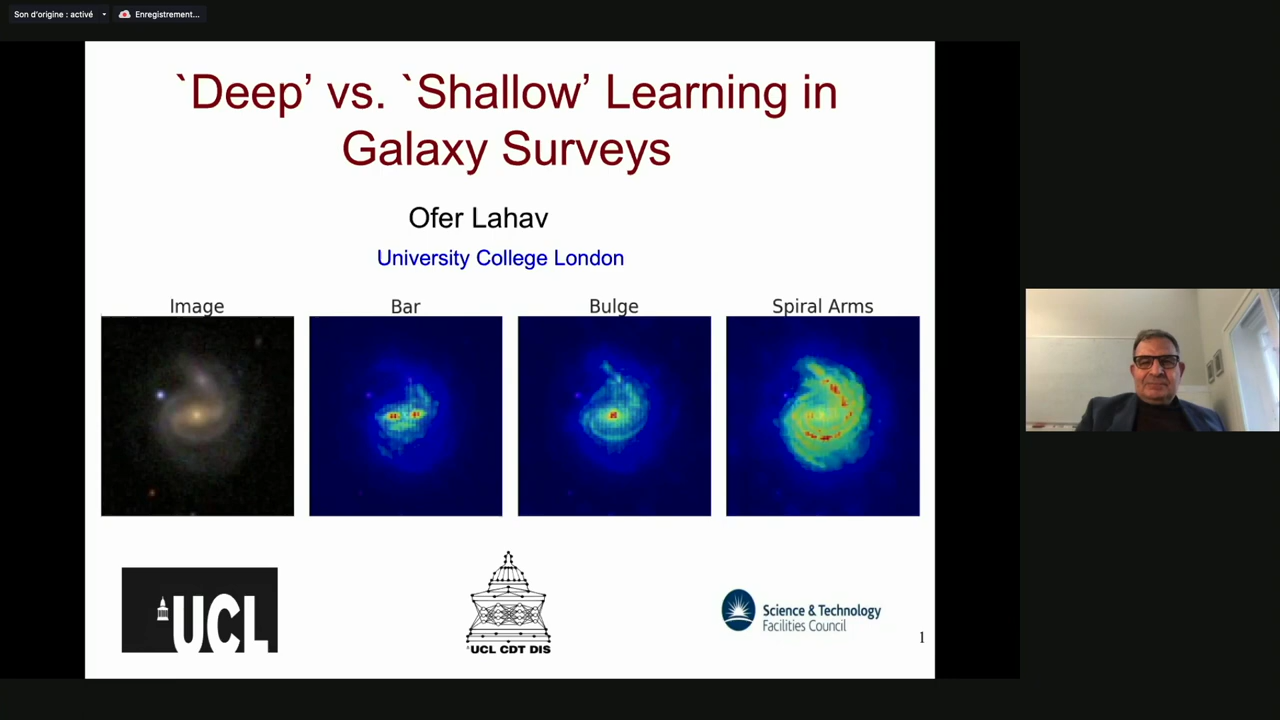 Son d'origine : activé
Enregistrement...
`Deep' vs. `Shallow' Learning in
Galaxy Surveys
Ofer Lahav
University College London
Image
Bar
Bulge
Spiral Arms
UCL
UCL CDT DIS
Science & Technology
Facilities Council
1